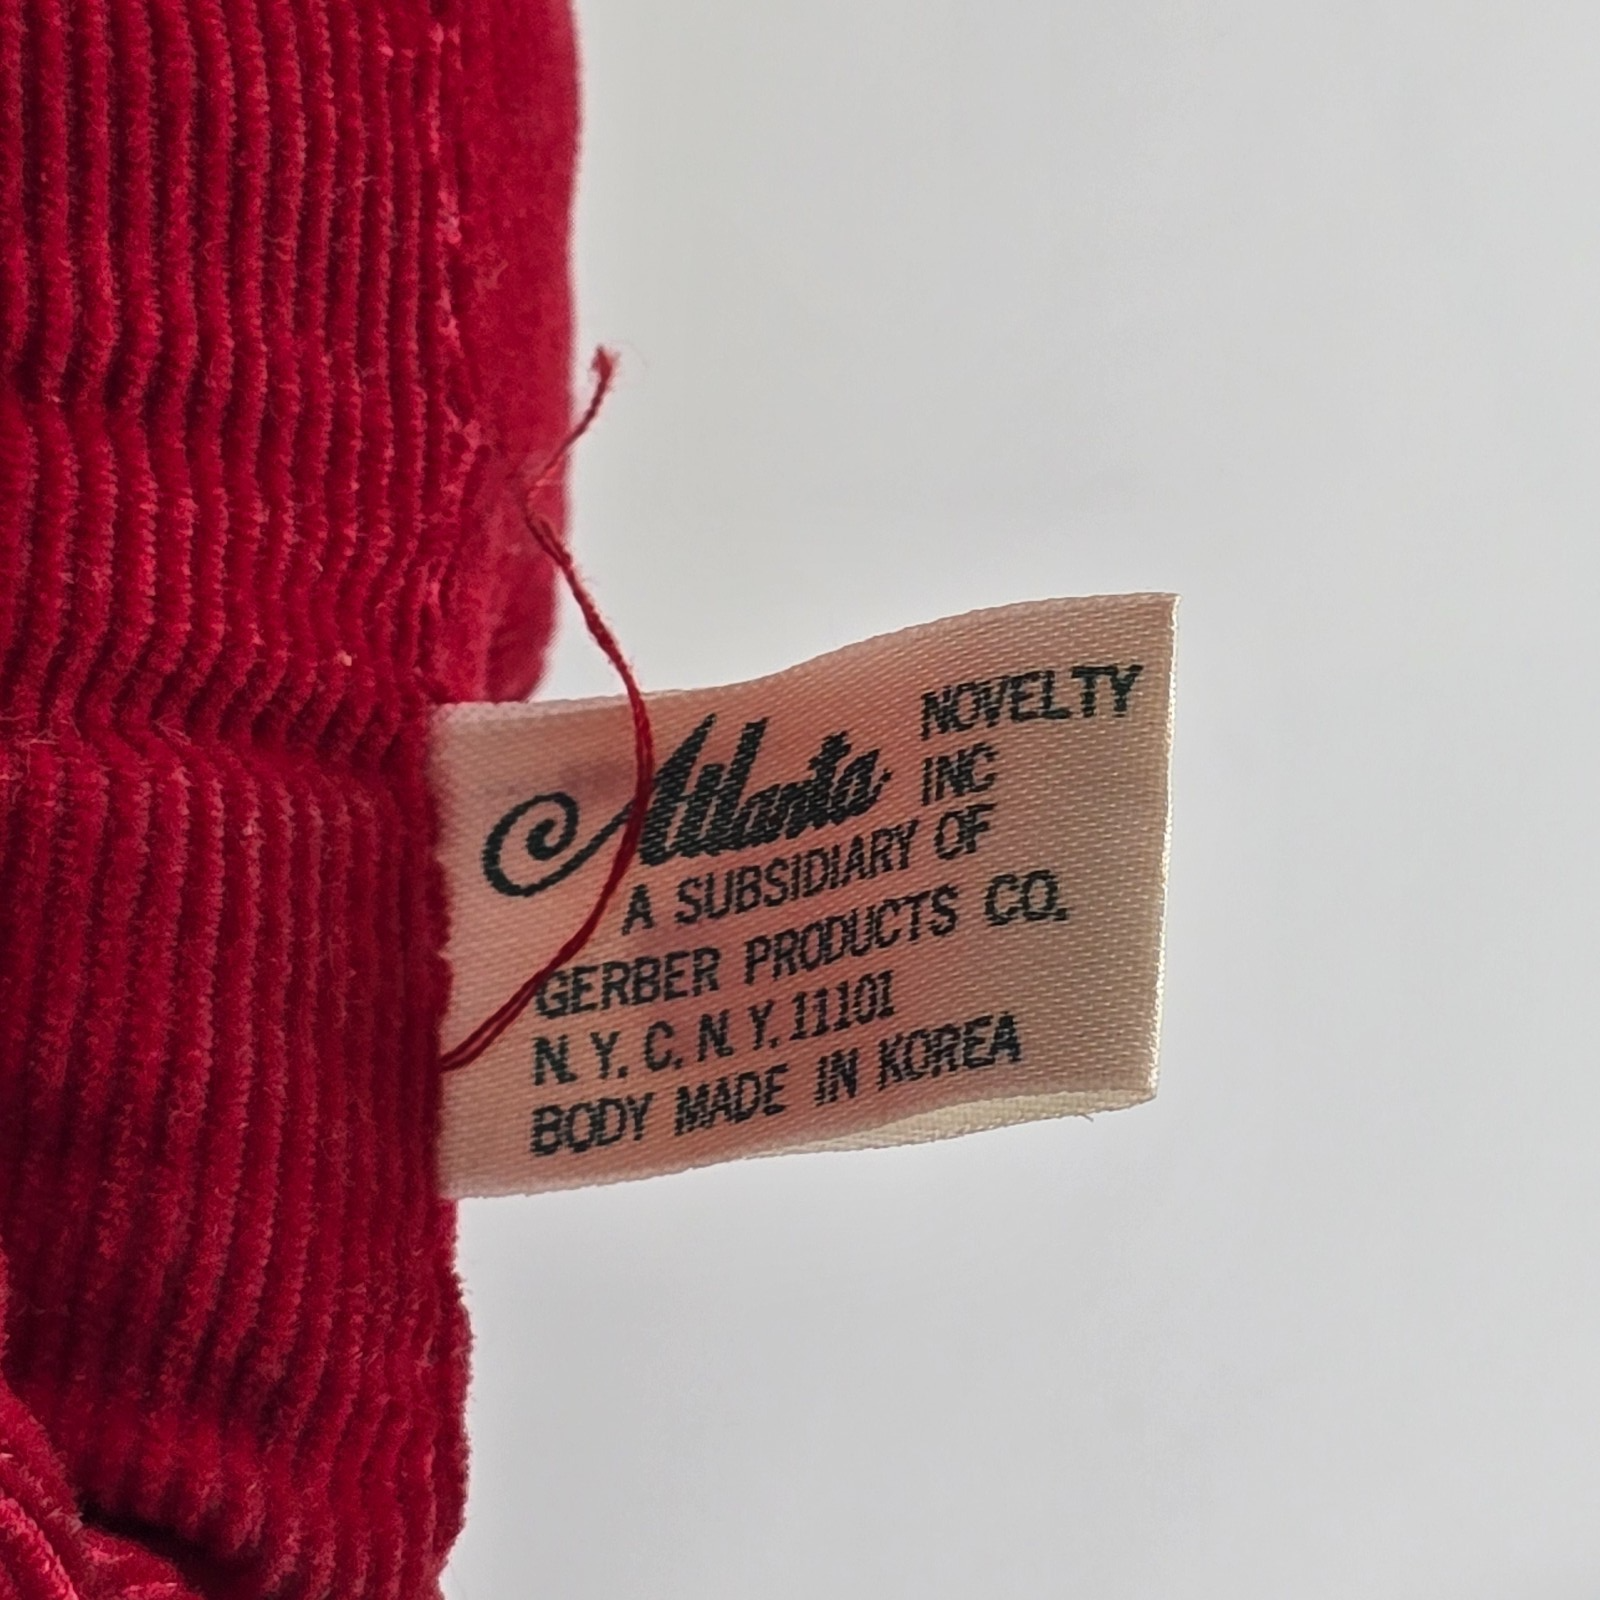 Atlanta NOVELTY
INC
A SUBSIDIARY OF
GERBER PRODUCTS CO.
N.Y.C. N.Y. 11101
BODY MADE IN KOREA